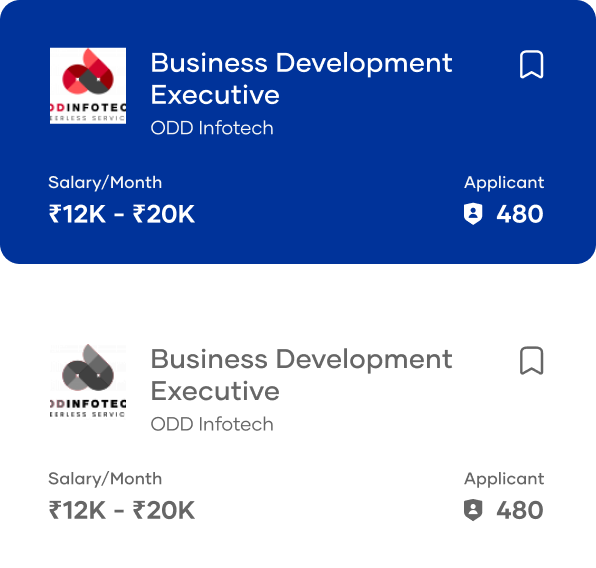 Business Development
Executive
ODD Infotech
DDINFOTEC
EERLESS SERVIC
Salary/Month
Applicant
₹12K - ₹20K
480
Business Development
Executive
ODD Infotech
DDINFOTEC
EERLESS SERVIC
Salary/Month
Applicant
₹12K - ₹20K
480